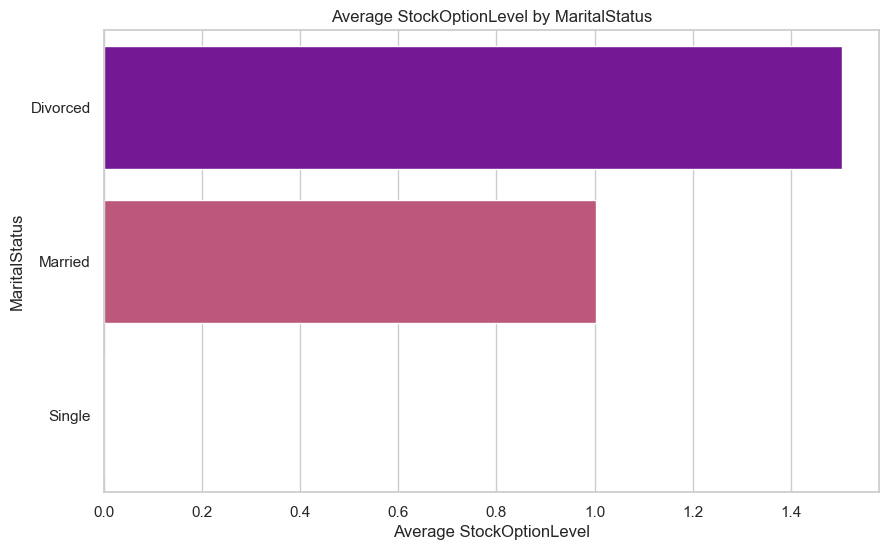 Average StockOptionLevel by MaritalStatus
MaritalStatus
Divorced
Married
Single
0.0 0.2 0.4 0.6 0.8 1.0 1.2 1.4
Average StockOptionLevel